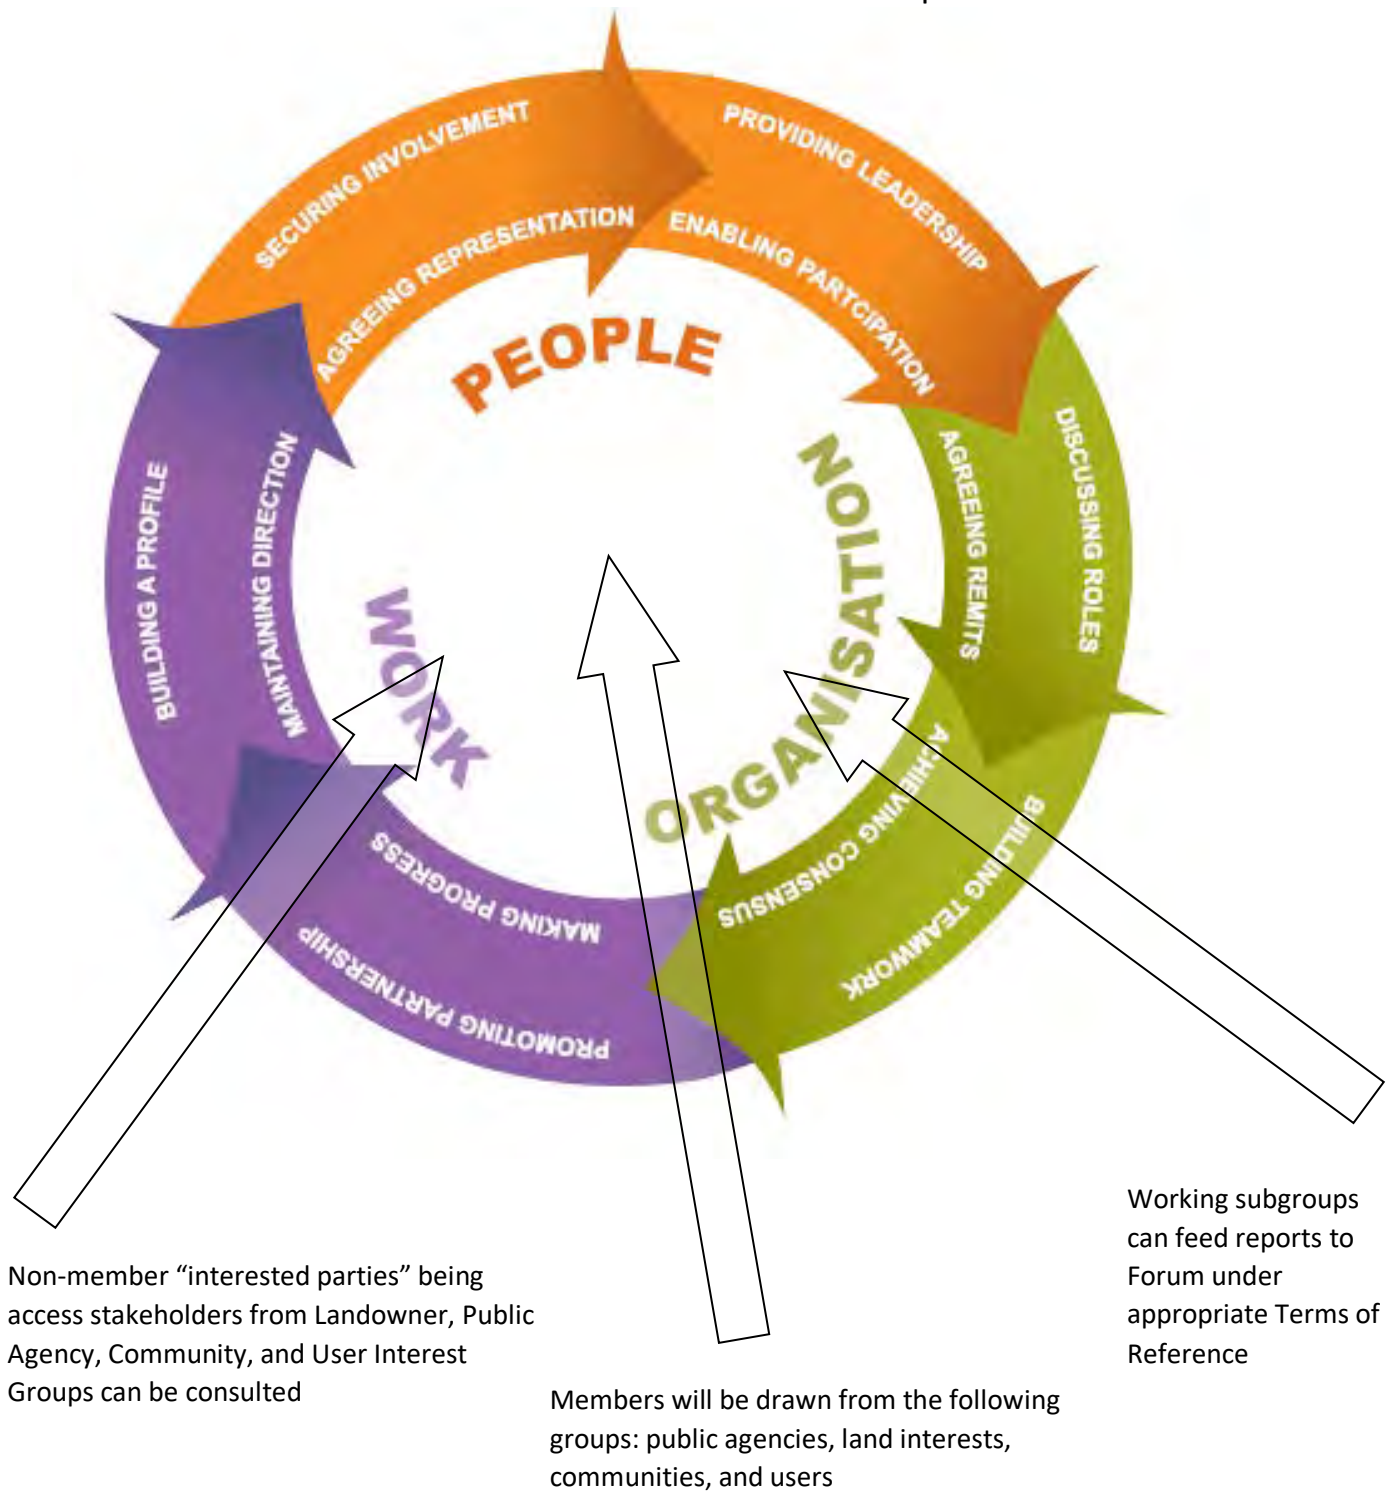 SECURING INVOLVEMENT
AGREEING REPRESENTATION
PROVIDING LEADERSHIP
ENABLING PARTCIPATION
DISCUSSING ROLES
AGREEING REMITS
BUILDING TEAMWORK
ACHIEVING CONSENSUS
PROMOTING PARTNERSHIP
MAKING PROGRESS
BUILDING A PROFILE
MAINTAINING DIRECTION
PEOPLE
ORGANISATION
WORK
Non-member “interested parties” being
access stakeholders from Landowner, Public
Agency, Community, and User Interest
Groups can be consulted
Members will be drawn from the following
groups: public agencies, land interests,
communities, and users
Working subgroups
can feed reports to
Forum under
appropriate Terms of
Reference